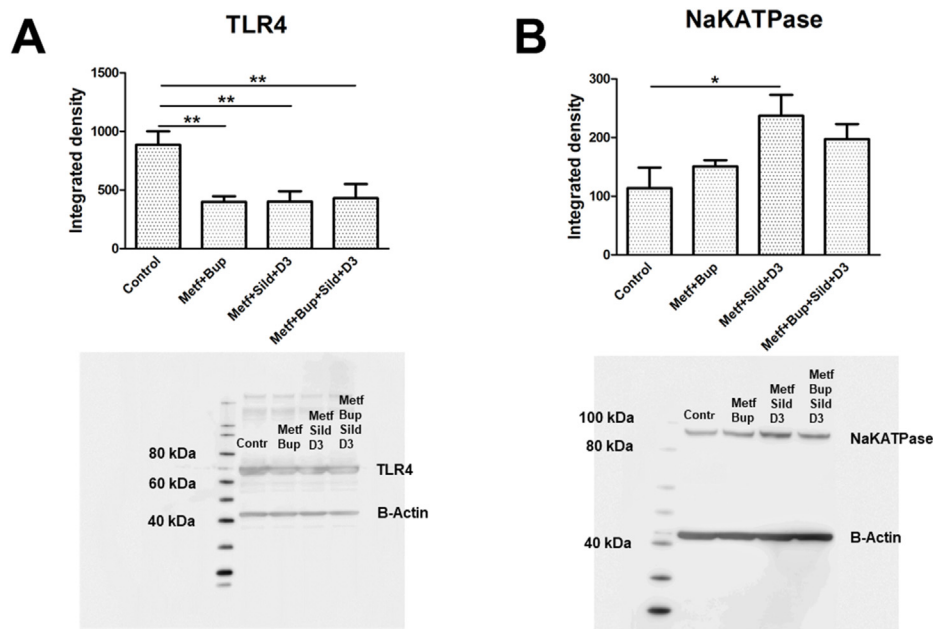 A
TLR4
Integrated density
1500
1000
500
0
**
**
**
Control
Metf+Bup
Metf+Sild+D3
Metf+Bup+Sild+D3
80 kDa
60 kDa
40 kDa
Contr
Metf
Bup
Metf
Sild
D3
Metf
Bup
Sild
D3
TLR4
B-Actin
B
NaKATPase
Integrated density
300
200
100
0
*
Control
Metf+Bup
Metf+Sild+D3
Metf+Bup+Sild+D3
100 kDa
80 kDa
40 kDa
Contr
Metf
Bup
Metf
Sild
D3
Metf
Bup
Sild
D3
NaKATPase
B-Actin